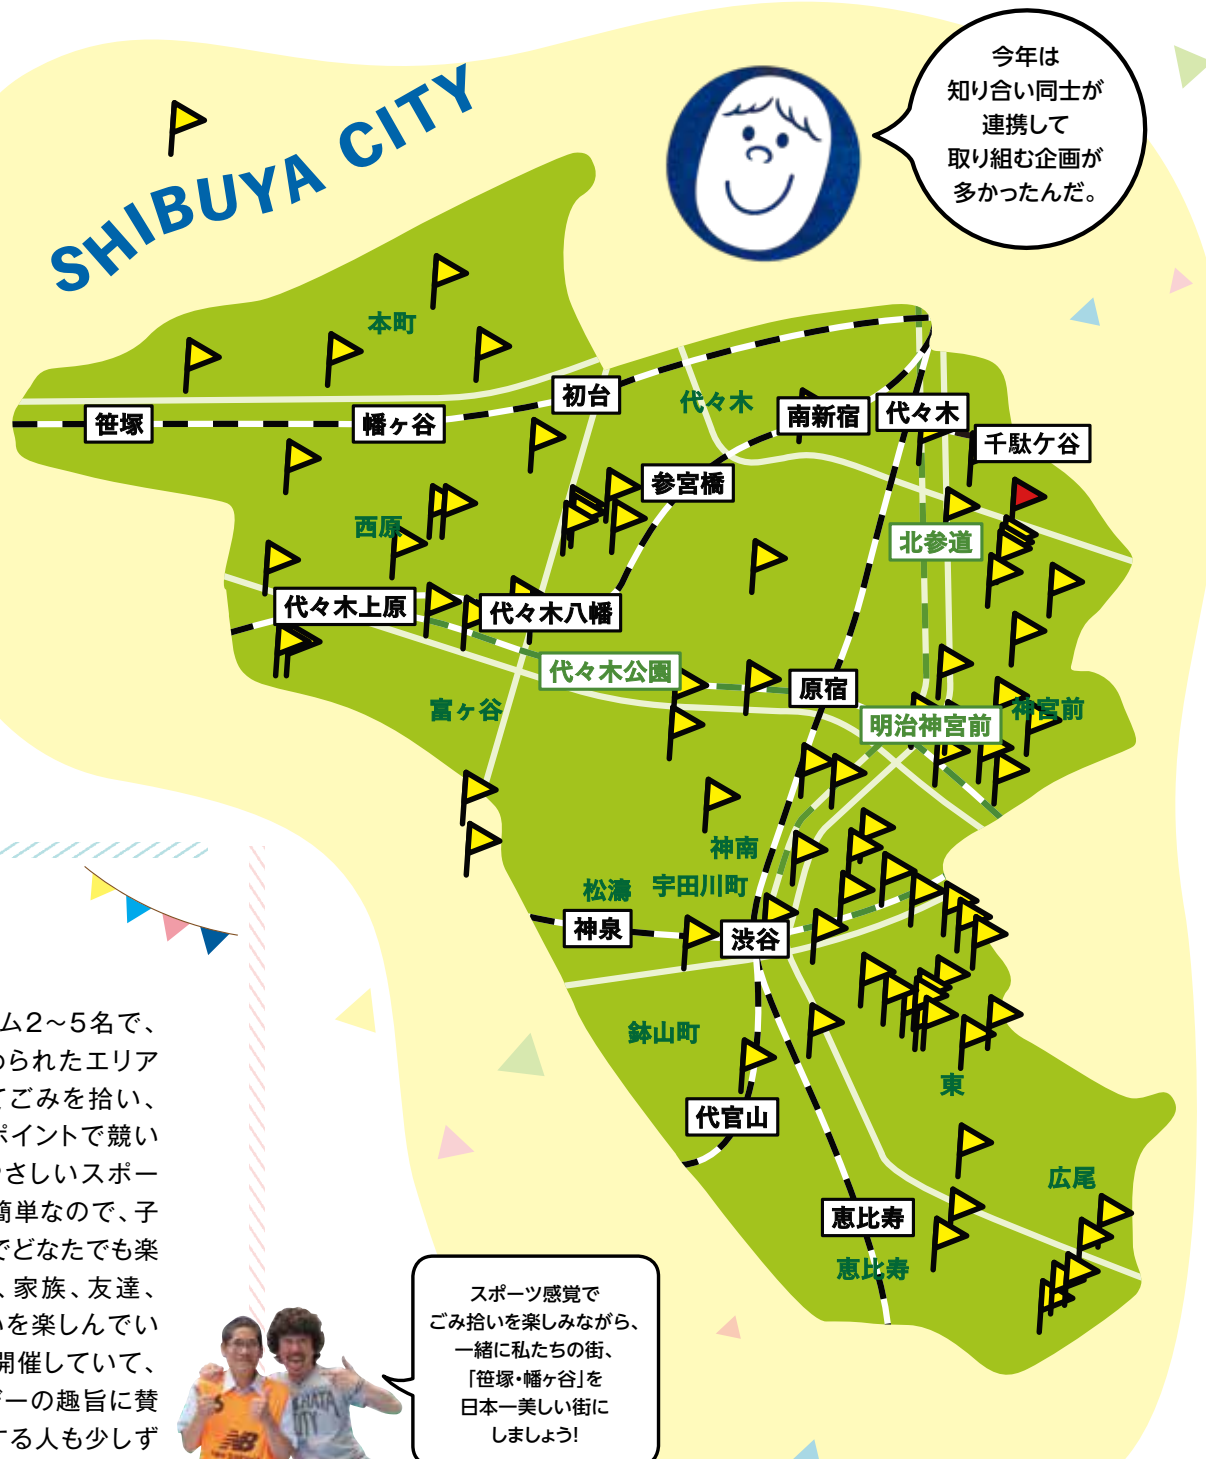 SHIBUYA CITY
今年は
知り合い同士が
連携して
取り組む企画が
多かったんだ。
本町
笹塚
幡ヶ谷
初台
代々木
南新宿
代々木
千駄ケ谷
参宮橋
西原
北参道
代々木上原
代々木八幡
代々木公園
原宿
富ヶ谷
明治神宮前
神宮前
神南
松濤
宇田川町
神泉
渋谷
鉢山町
東
代官山
広尾
恵比寿
恵比寿
ム2～5名で、
められたエリア
てごみを拾い、
ポイントで競い
やさしいスポー
簡単なので、子
でどなたでも楽
、家族、友達、
いを楽しんでい
開催していて、
ゲーの趣旨に賛
する人も少しず
スポーツ感覚で
ごみ拾いを楽しみながら、
一緒に私たちの街、
「笹塚・幡ヶ谷」を
日本一美しい街に
しましょう!
HATA
CITY
NB